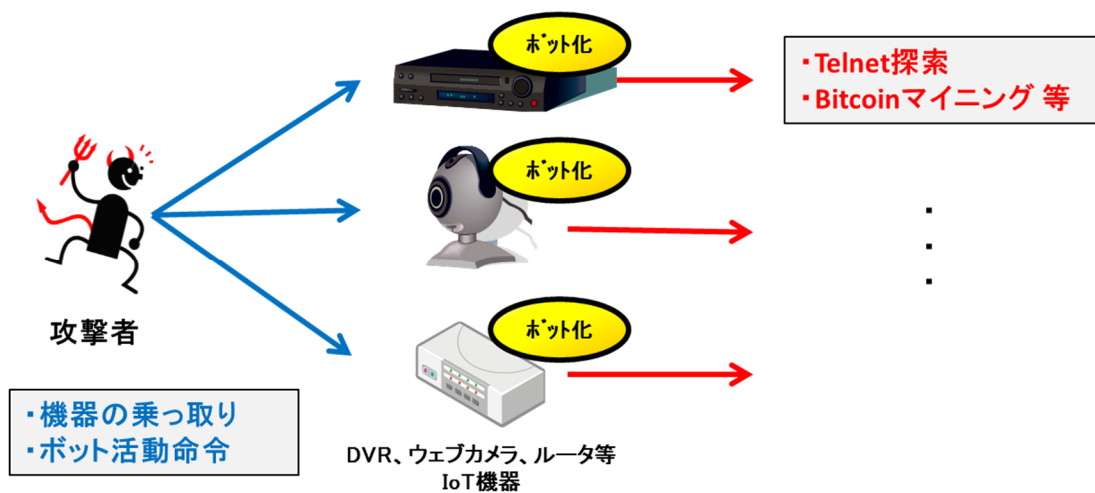 ﾎﾞｯﾄ化
・Telnet探索
・Bitcoinマイニング 等
ﾎﾞｯﾄ化
・
・
・
攻撃者
ﾎﾞｯﾄ化
・機器の乗っ取り
・ボット活動命令
DVR、ウェブカメラ、ルータ等
IoT機器